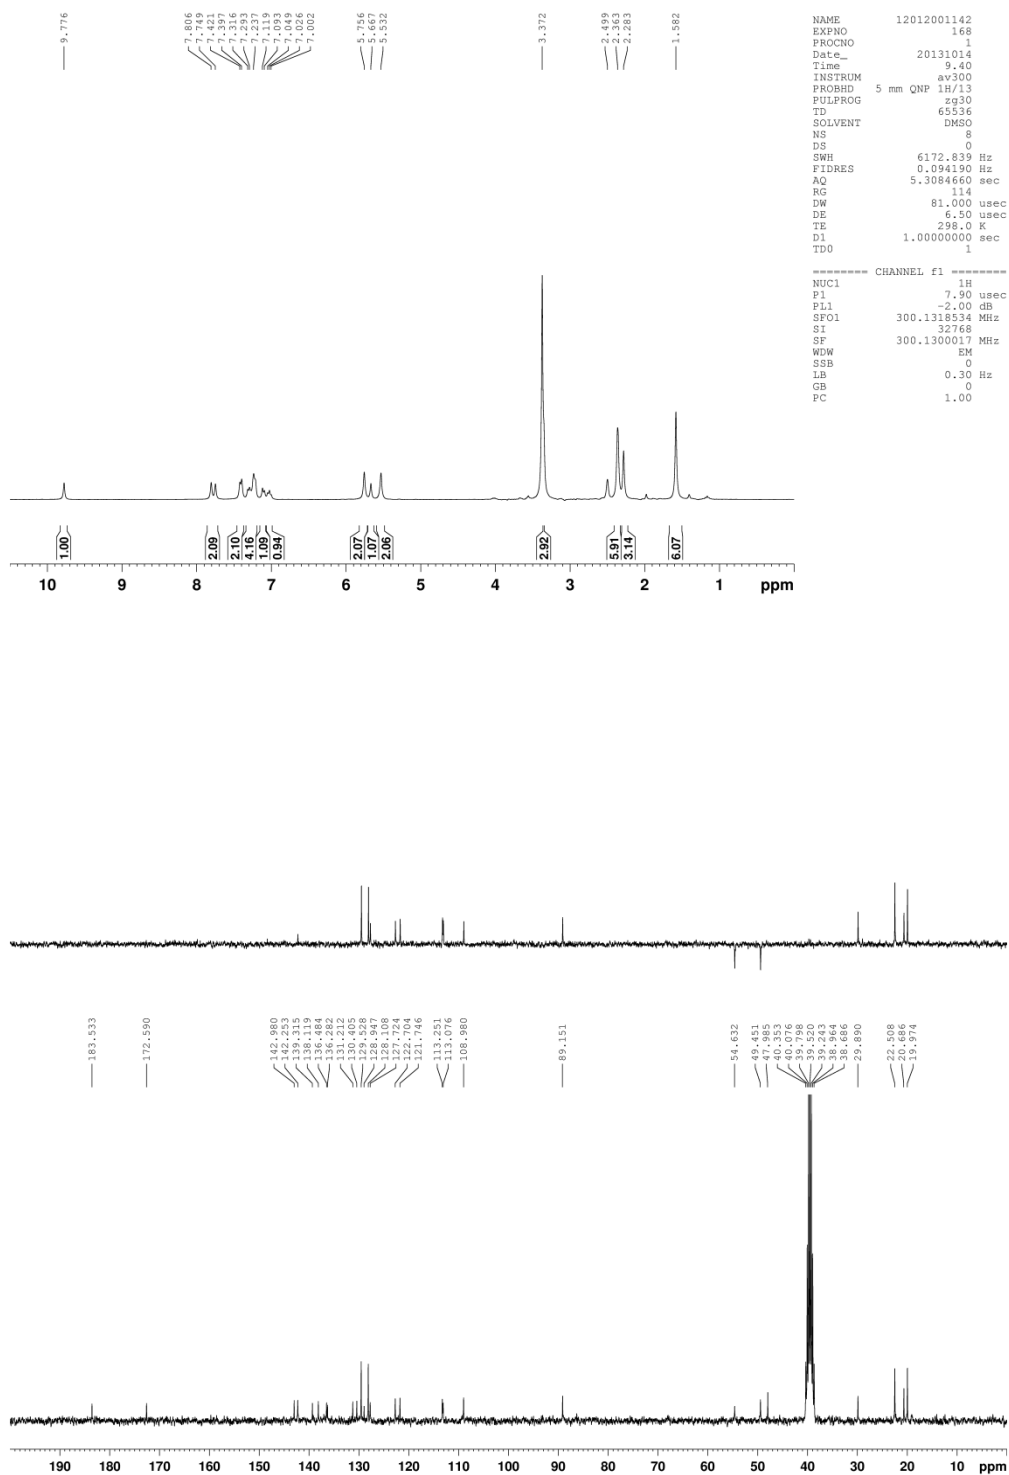 9.776
7.806
7.749
7.421
7.397
7.316
7.293
7.237
7.119
7.093
7.049
7.026
7.002
5.756
5.667
5.532
3.372
2.499
2.363
2.283
1.582
NAME 12012001142
EXPNO 168
PROCNO 1
Date_ 20131014
Time 9.40
INSTRUM av300
PROBHD 5 mm QNP 1H/13
PULPROG zg30
TD 65536
SOLVENT DMSO
NS 8
DS 0
SWH 6172.839 Hz
FIDRES 0.094190 Hz
AQ 5.3084660 sec
RG 114
DW 81.000 usec
DE 6.50 usec
TE 298.0 K
D1 1.00000000 sec
TD0 1
======== CHANNEL f1 ========
NUC1 1H
P1 7.90 usec
PL1 -2.00 dB
SFO1 300.1318534 MHz
SI 32768
SF 300.1300017 MHz
WDW EM
SSB 0
LB 0.30 Hz
GB 0
PC 1.00
1.00 2.09 2.10 4.16 1.09 0.94 2.07 1.07 2.06 2.92 5.91 3.14 6.07
10 9 8 7 6 5 4 3 2 1 ppm
183.533
172.590
142.980
142.253
139.315
138.119
136.484
136.282
131.212
130.405
129.528
128.947
128.108
127.724
122.704
121.746
113.251
113.076
108.980
89.151
54.632
49.451
47.985
40.353
40.076
39.798
39.520
39.243
38.964
38.686
29.890
22.508
20.686
19.974
190 180 170 160 150 140 130 120 110 100 90 80 70 60 50 40 30 20 10 ppm